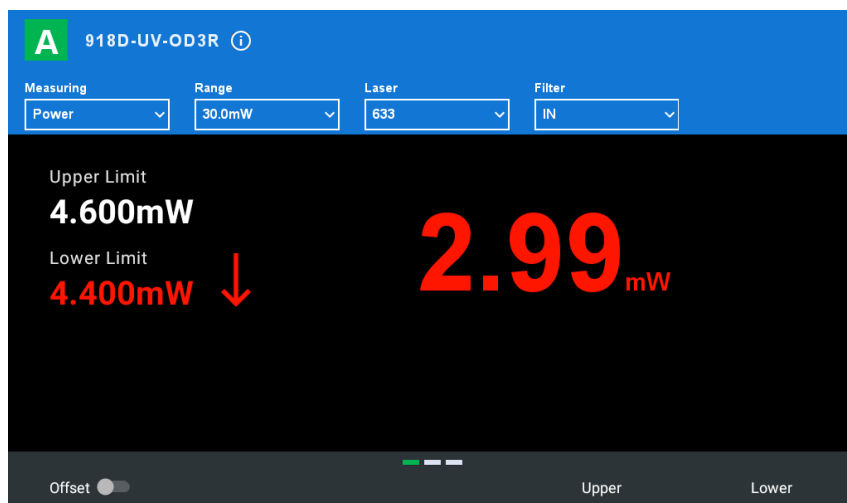 A 918D-UV-OD3R i
Measuring Range Laser Filter
Power 30.0mW 633 IN
Upper Limit
4.600mW
Lower Limit
4.400mW
2.99 mW
Offset Upper Lower